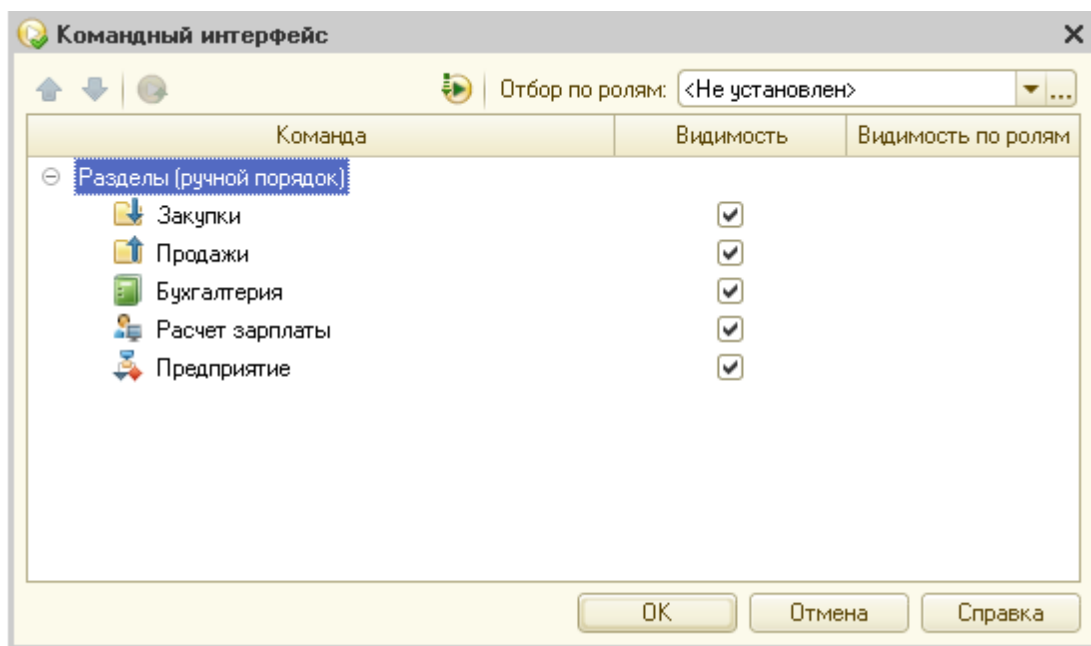 Командный интерфейс
Отбор по ролям: <Не установлен>
Команда Видимость Видимость по ролям
Разделы (ручной порядок)
Закупки
Продажи
Бухгалтерия
Расчет зарплаты
Предприятие
ОК Отмена Справка